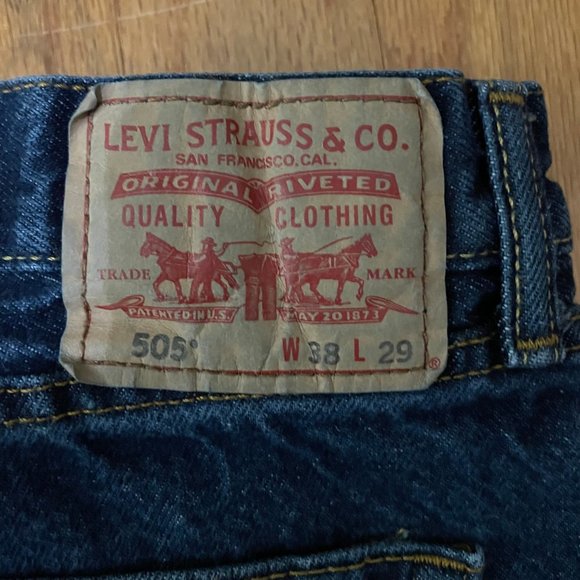 LEVI STRAUSS & CO.
SAN FRANCISCO, CAL.
ORIGINAL RIVETED
QUALITY CLOTHING
TRADE MARK
PATENTED IN U.S. MAY 20 1873
505® W 38 L 29 ®